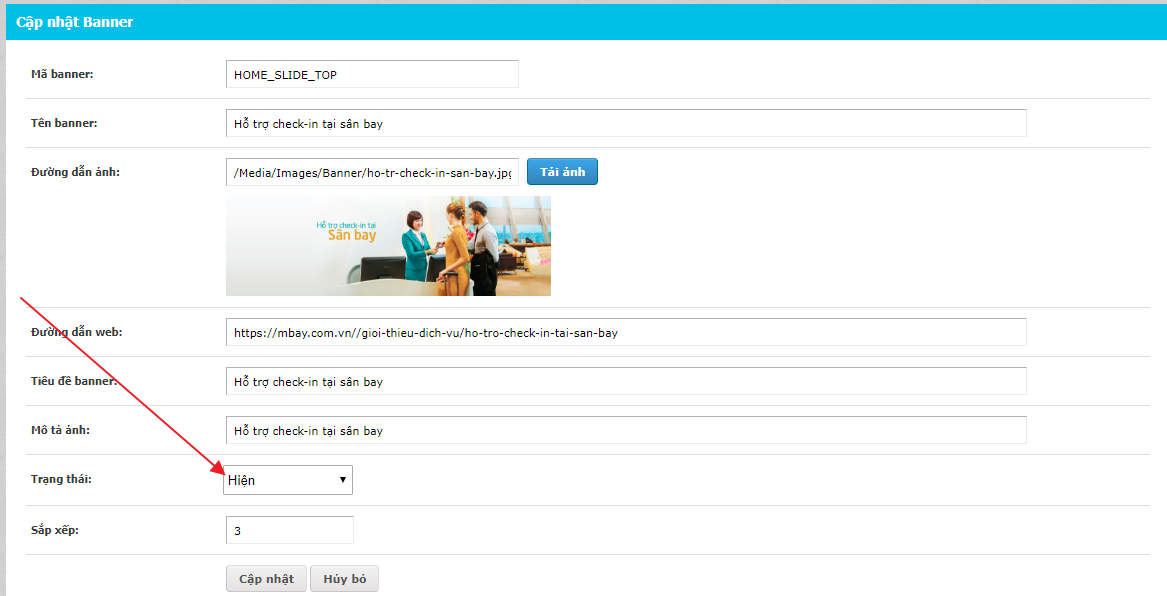 Cập nhật Banner
Mã banner: HOME_SLIDE_TOP
Tên banner: Hỗ trợ check-in tại sân bay
Đường dẫn ảnh: /Media/Images/Banner/ho-tr-check-in-san-bay.jpg Tải ảnh
Hỗ trợ check-in tại
Sân bay
Đường dẫn web: https://mbay.com.vn//gioi-thieu-dich-vu/ho-tro-check-in-tai-san-bay
Tiêu đề banner: Hỗ trợ check-in tại sân bay
Mô tả ảnh: Hỗ trợ check-in tại sân bay
Trạng thái: Hiện
Sắp xếp: 3
Cập nhật Hủy bỏ